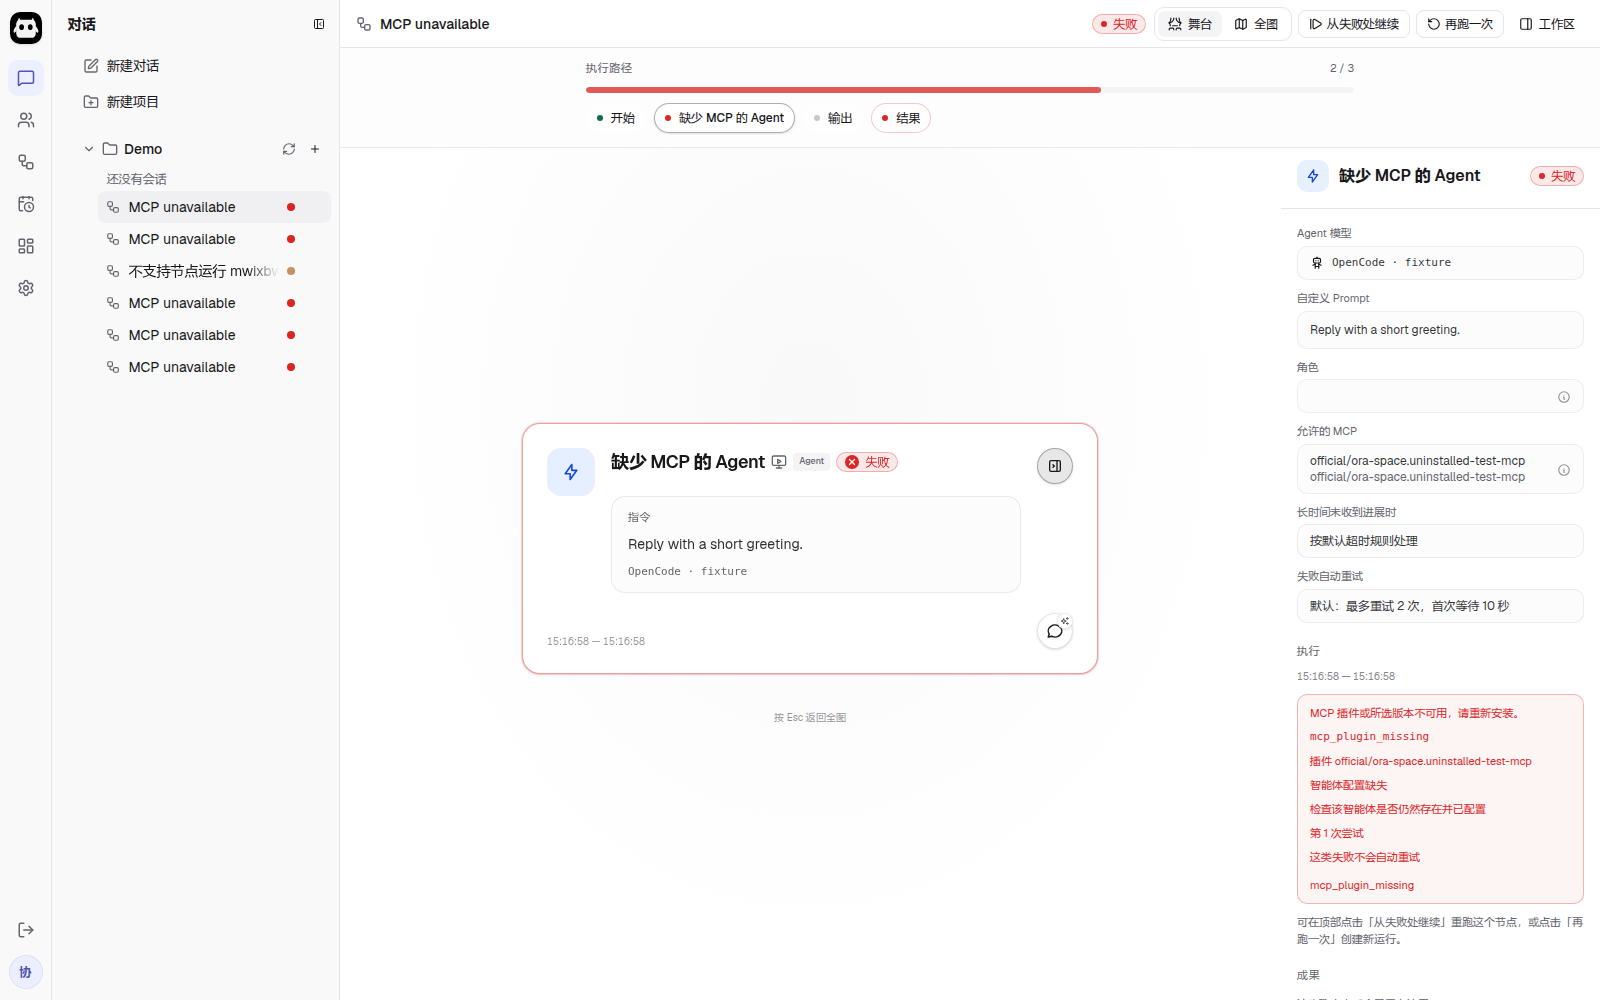 对话
新建对话
新建项目
Demo
还没有会话
MCP unavailable
MCP unavailable
不支持节点运行 mwixbv
MCP unavailable
MCP unavailable
MCP unavailable
协
MCP unavailable
失败
舞台
全图
从失败处继续
再跑一次
工作区
执行路径
2 / 3
开始
缺少 MCP 的 Agent
输出
结果
缺少 MCP 的 Agent
Agent
失败
指令
Reply with a short greeting.
OpenCode · fixture
15:16:58 — 15:16:58
按 Esc 返回全图
缺少 MCP 的 Agent
失败
Agent 模型
OpenCode · fixture
自定义 Prompt
Reply with a short greeting.
角色
允许的 MCP
official/ora-space.uninstalled-test-mcp
official/ora-space.uninstalled-test-mcp
长时间未收到进展时
按默认超时规则处理
失败自动重试
默认：最多重试 2 次，首次等待 10 秒
执行
15:16:58 — 15:16:58
MCP 插件或所选版本不可用，请重新安装。
mcp_plugin_missing
插件 official/ora-space.uninstalled-test-mcp
智能体配置缺失
检查该智能体是否仍然存在并已配置
第 1 次尝试
这类失败不会自动重试
mcp_plugin_missing
可在顶部点击「从失败处继续」重跑这个节点，或点击「再
跑一次」创建新运行。
成果